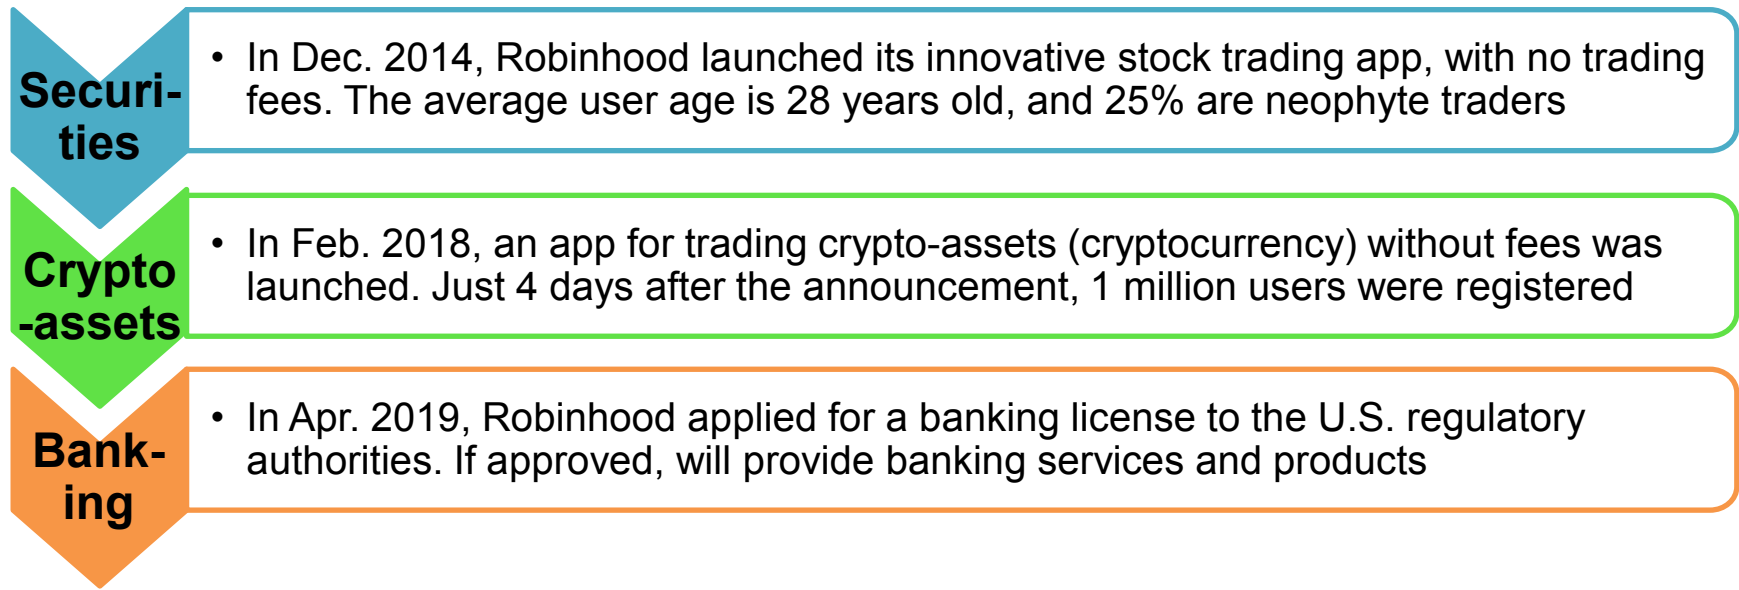 Securi-
ties
• In Dec. 2014, Robinhood launched its innovative stock trading app, with no trading
fees. The average user age is 28 years old, and 25% are neophyte traders
Crypto
-assets
• In Feb. 2018, an app for trading crypto-assets (cryptocurrency) without fees was
launched. Just 4 days after the announcement, 1 million users were registered
Bank-
ing
• In Apr. 2019, Robinhood applied for a banking license to the U.S. regulatory
authorities. If approved, will provide banking services and products